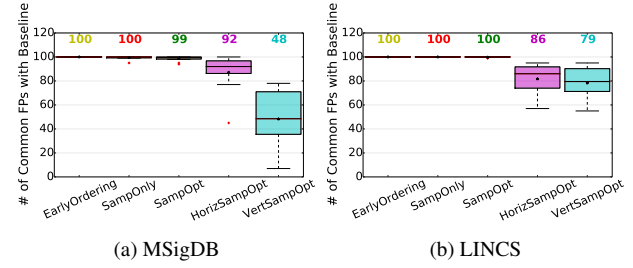 # of Common FPs with Baseline
120
100
80
60
40
20
0
100 100 99 92 48
EarlyOrdering SampOnly SampOpt HorizSampOpt VertSampOpt
(a) MSigDB
# of Common FPs with Baseline
120
100
80
60
40
20
0
100 100 100 86 79
EarlyOrdering SampOnly SampOpt HorizSampOpt VertSampOpt
(b) LINCS